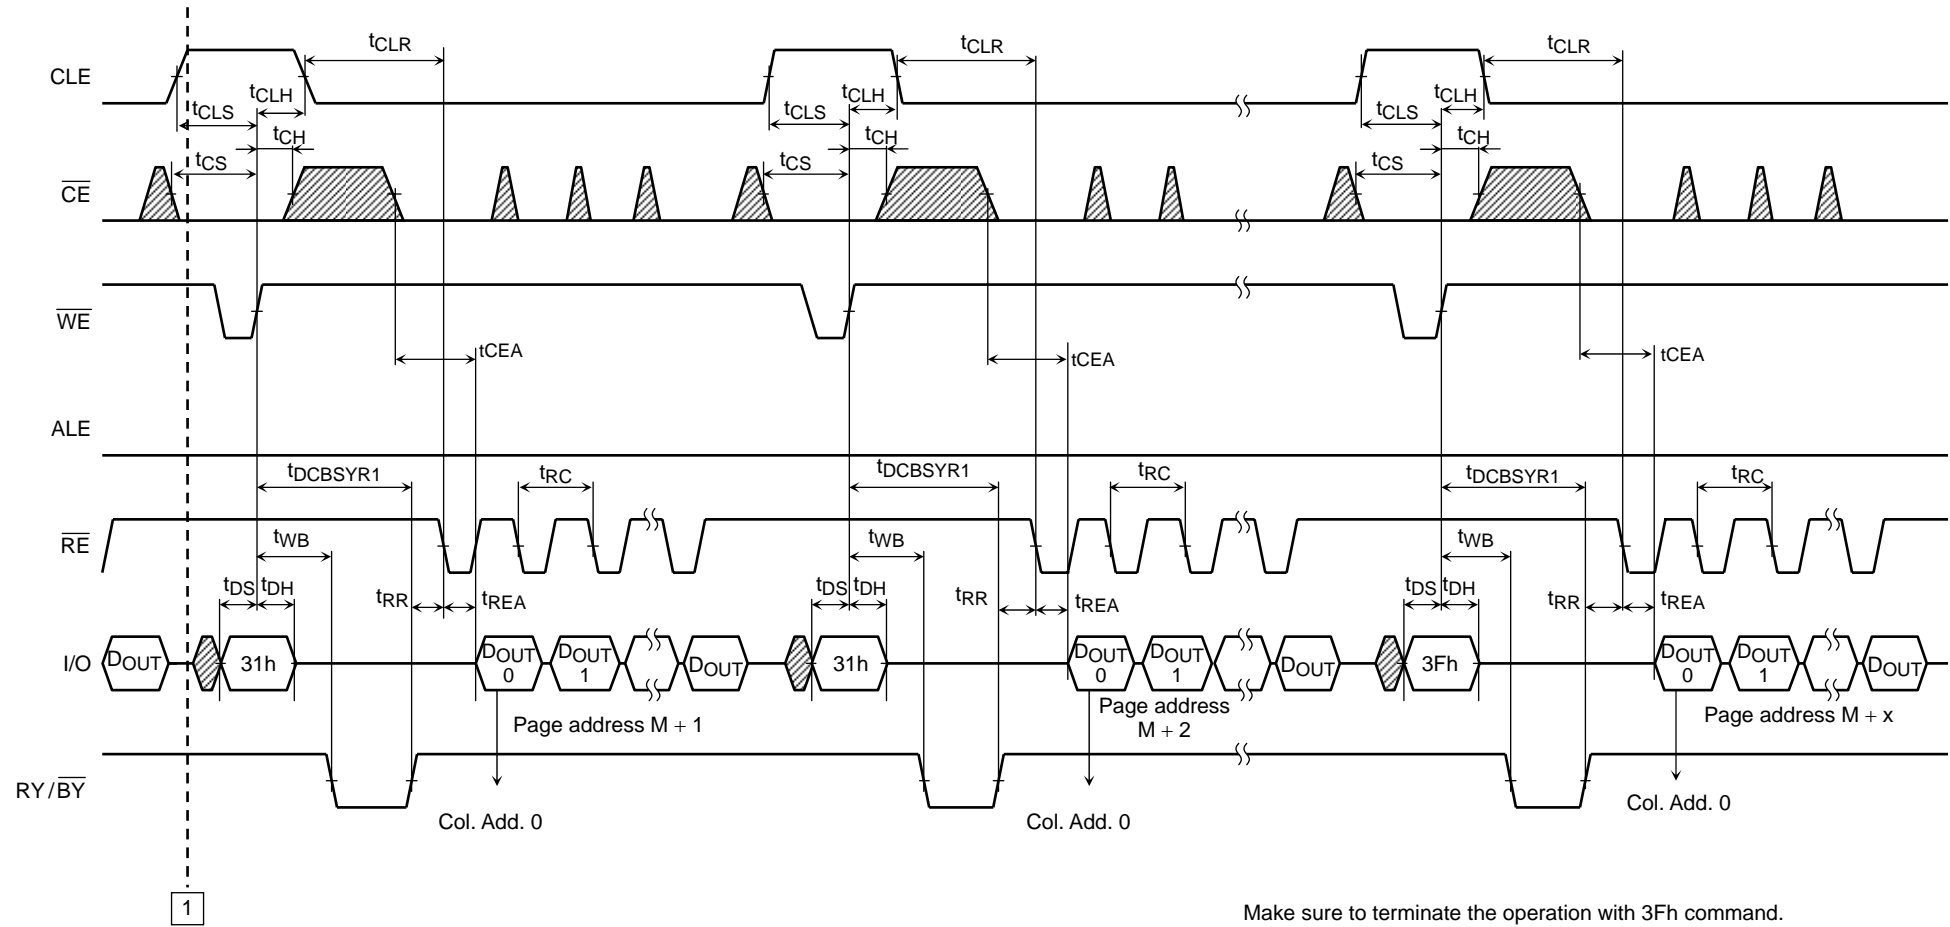 tCLR tCLR tCLR
CLE
tCLH tCLH tCLH
tCLS tCLS tCLS
tCH tCH tCH
tCS tCS tCS
CE
WE
tCEA tCEA tCEA
ALE
tDCBSYR1 tDCBSYR1 tDCBSYR1
tRC tRC tRC
RE
tWB tWB tWB
tDS tDH tDS tDH tDS tDH
tRR tREA tRR tREA tRR tREA
I/O DOUT 31h DOUT 0 DOUT 1 DOUT 31h DOUT 0 DOUT 1 DOUT 3Fh DOUT 0 DOUT 1 DOUT
Page address M + 1
Page address
M + 2
Page address M + x
RY/BY
Col. Add. 0 Col. Add. 0 Col. Add. 0
1
Make sure to terminate the operation with 3Fh command.